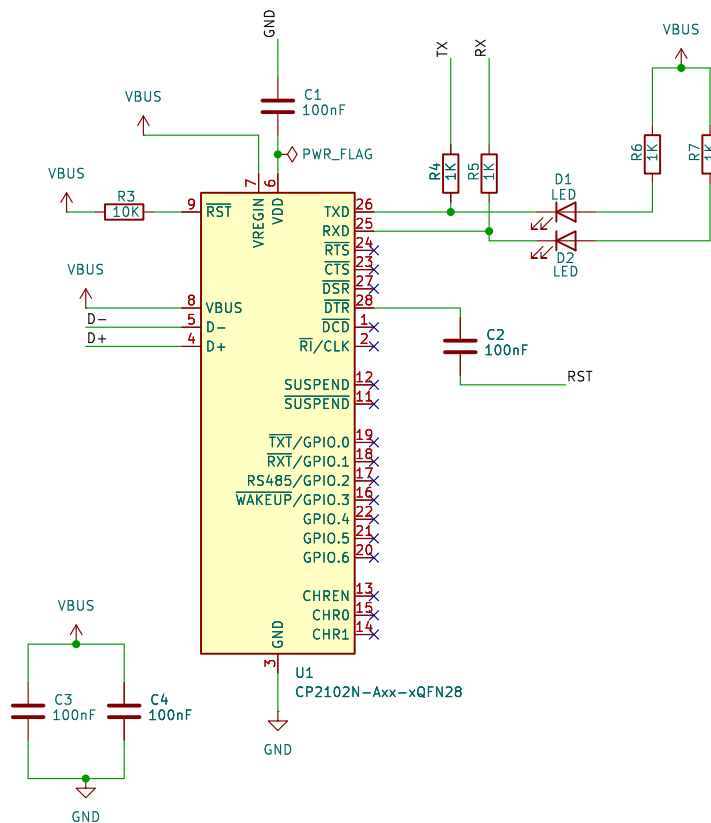 GND
TX
RX
VBUS
C1
100nF
VBUS
PWR_FLAG
R4
1K
R5
1K
R6
1K
R7
1K
VBUS
R3
10K
9
RST
7
VREGIN
6
VDD
TXD
26
RXD
25
RTS
24
CTS
23
DSR
27
DTR
28
DCD
1
RI/CLK
2
D1
LED
D2
LED
VBUS
8
VBUS
D-
5
D-
D+
4
D+
C2
100nF
RST
SUSPEND
12
SUSPEND
11
TXT/GPIO.0
19
RXT/GPIO.1
18
RS485/GPIO.2
17
WAKEUP/GPIO.3
16
GPIO.4
22
GPIO.5
21
GPIO.6
20
CHREN
13
CHR0
15
CHR1
14
GND
3
U1
CP2102N-Axx-xQFN28
GND
VBUS
C3
100nF
C4
100nF
GND